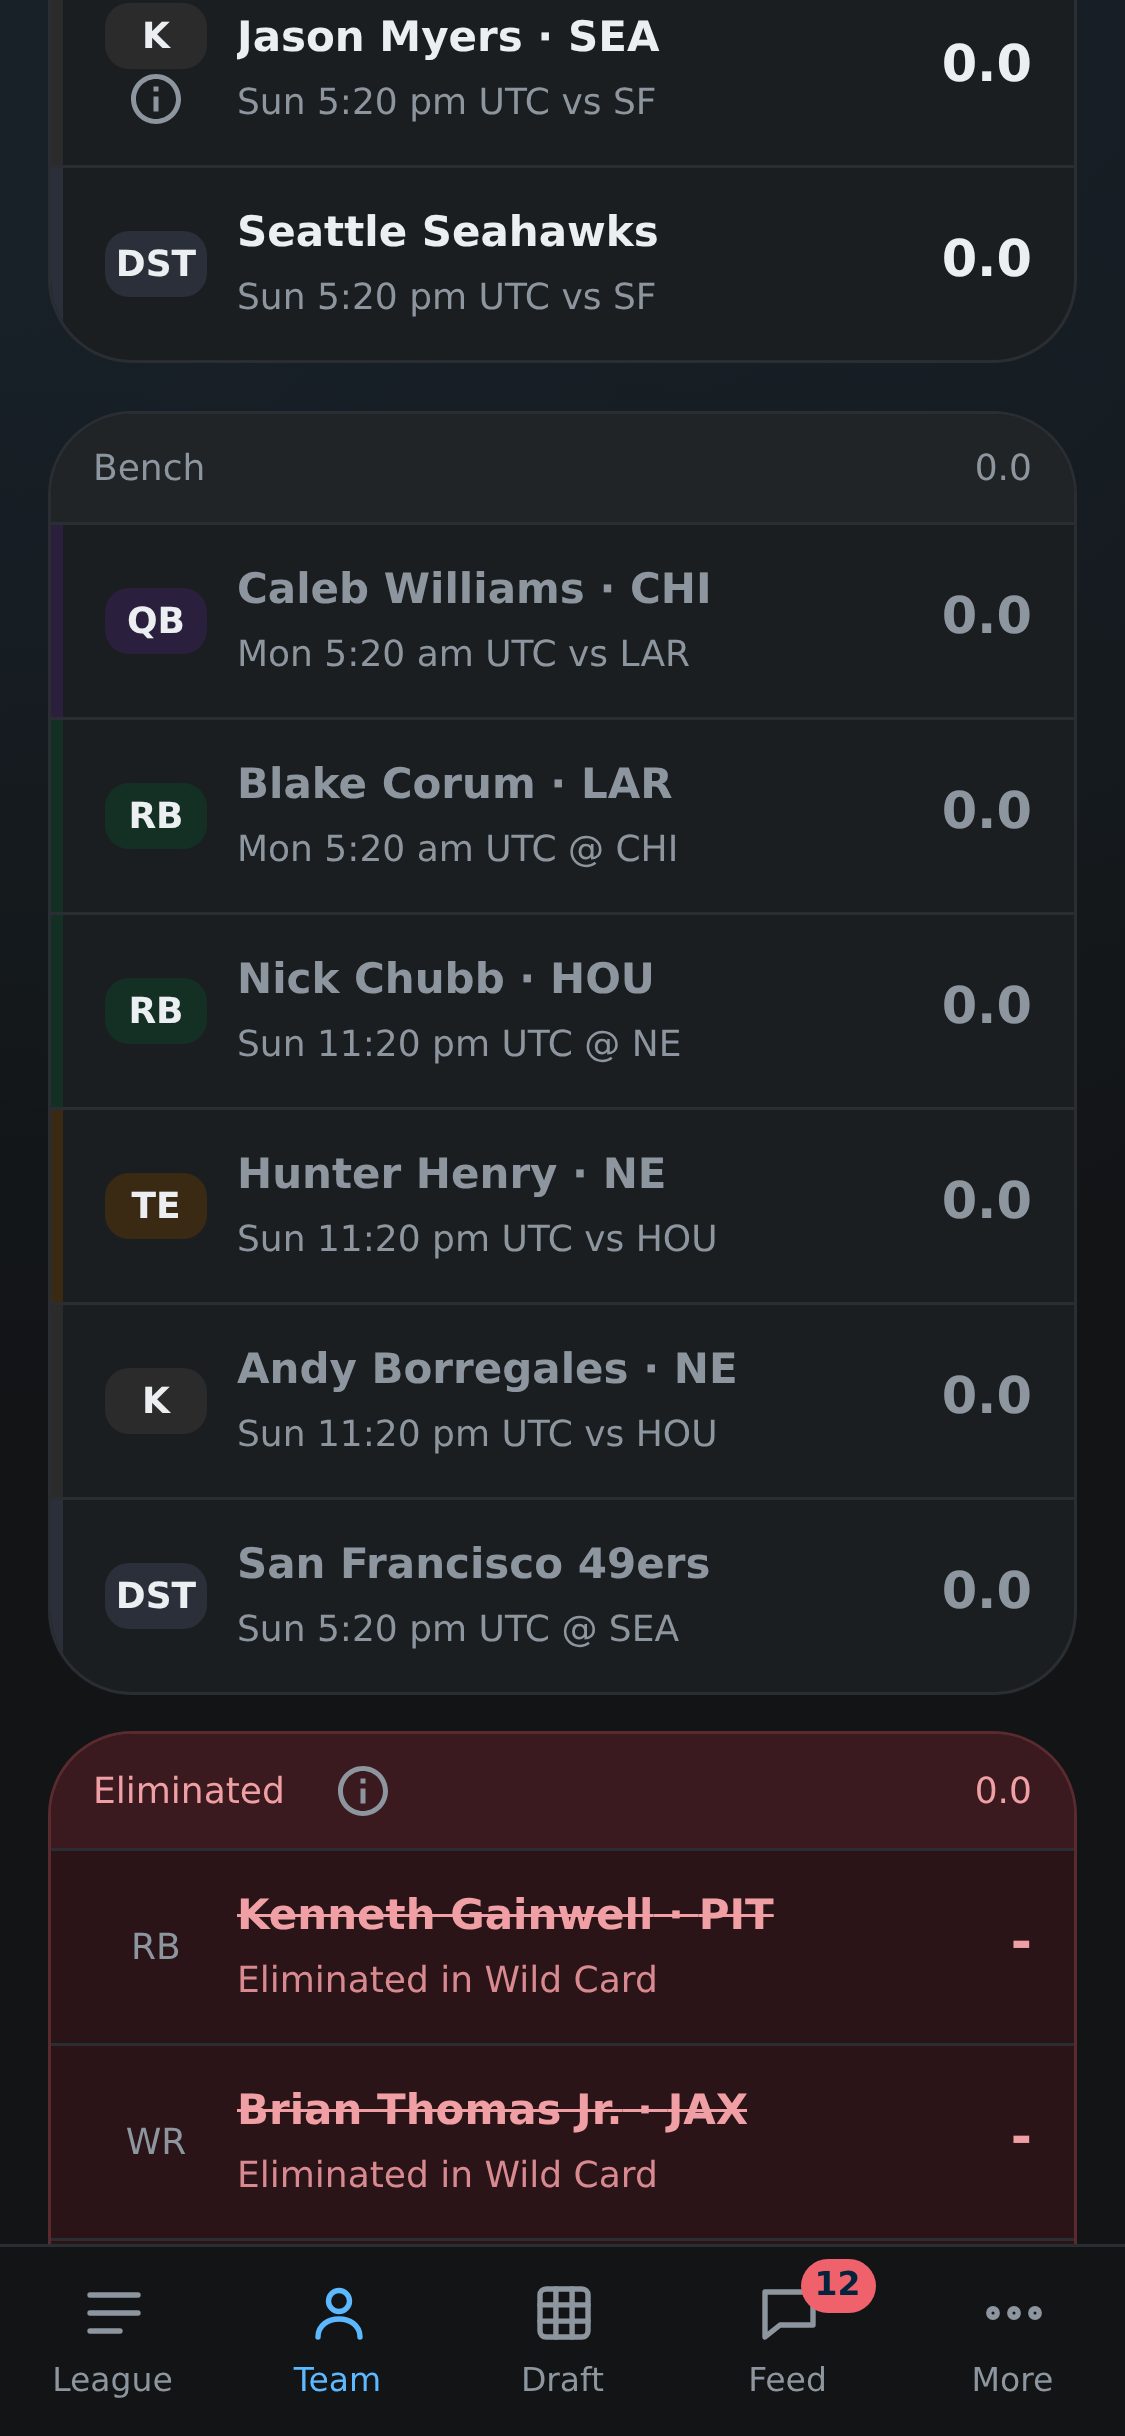 K
Jason Myers · SEA
0.0
Sun 5:20 pm UTC vs SF
DST
Seattle Seahawks
0.0
Sun 5:20 pm UTC vs SF
Bench
0.0
QB
Caleb Williams · CHI
0.0
Mon 5:20 am UTC vs LAR
RB
Blake Corum · LAR
0.0
Mon 5:20 am UTC @ CHI
RB
Nick Chubb · HOU
0.0
Sun 11:20 pm UTC @ NE
TE
Hunter Henry · NE
0.0
Sun 11:20 pm UTC vs HOU
K
Andy Borregales · NE
0.0
Sun 11:20 pm UTC vs HOU
DST
San Francisco 49ers
0.0
Sun 5:20 pm UTC @ SEA
Eliminated
0.0
RB
Kenneth Gainwell · PIT
-
Eliminated in Wild Card
WR
Brian Thomas Jr. · JAX
-
Eliminated in Wild Card
12
League
Team
Draft
Feed
More